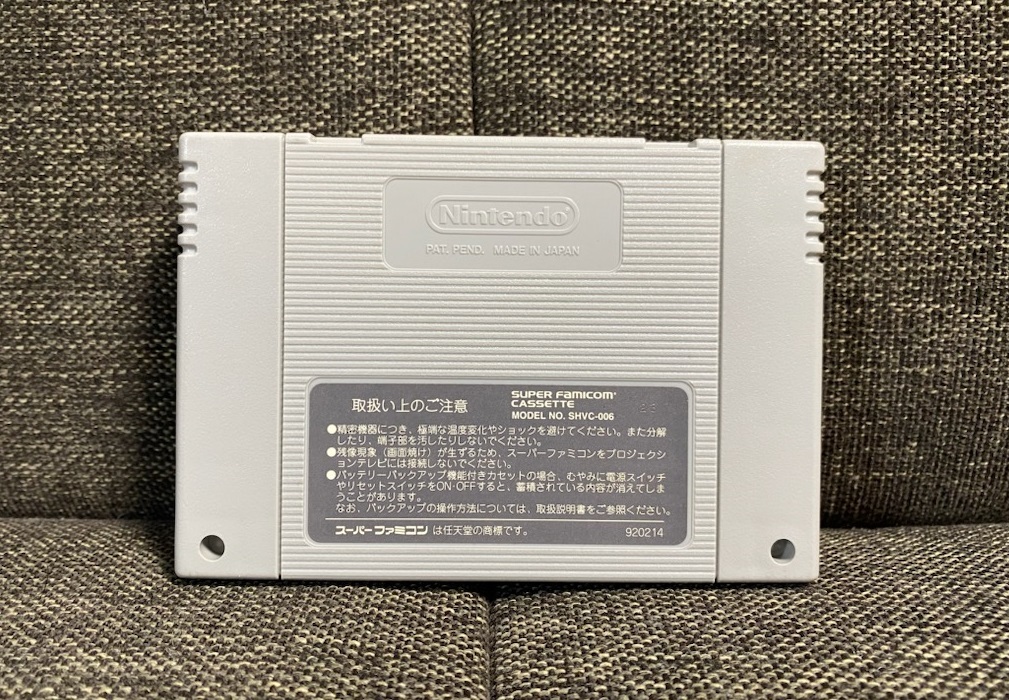 Nintendo
PAT. PEND. MADE IN JAPAN
取扱い上のご注意
SUPER FAMICOM
CASSETTE
MODEL NO. SHVC-006
●精密機器につき、極端な温度変化やショックを避けてください。また分解
したり、端子部を汚したりしないでください。
●残像現象（画面焼け）が生ずるため、スーパーファミコンをプロジェクシ
ョンテレビには接続しないでください。
●バッテリーバックアップ機能付きカセットの場合、むやみに電源スイッチ
やリセットスイッチをON・OFFすると、蓄積されている内容が消えてしま
うことがあります。
なお、バックアップの操作方法については、取扱説明書をご参照ください。
スーパーファミコン は任天堂の商標です。
920214